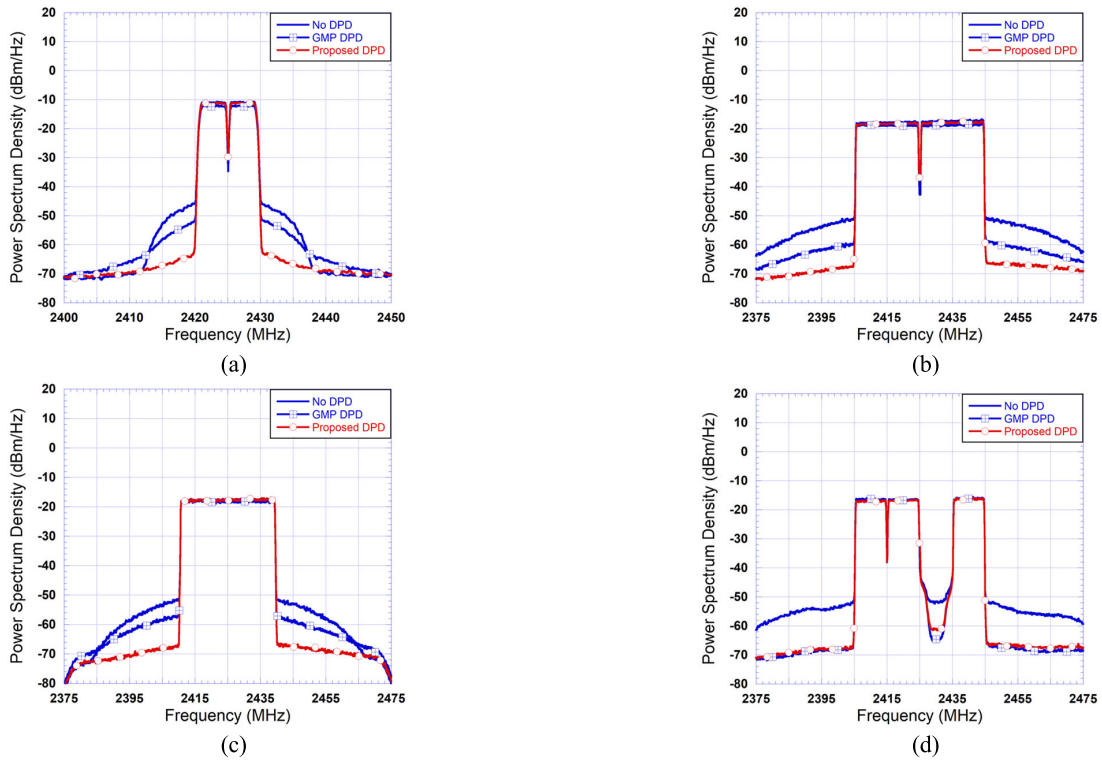 20
10
0
-10
-20
-30
-40
-50
-60
-70
-80
Power Spectrum Density (dBm/Hz)
No DPD
GMP DPD
Proposed DPD
2400 2410 2420 2430 2440 2450
Frequency (MHz)
(a)
20
10
0
-10
-20
-30
-40
-50
-60
-70
-80
Power Spectrum Density (dBm/Hz)
No DPD
GMP DPD
Proposed DPD
2375 2395 2415 2435 2455 2475
Frequency (MHz)
(b)
20
10
0
-10
-20
-30
-40
-50
-60
-70
-80
Power Spectrum Density (dBm/Hz)
No DPD
GMP DPD
Proposed DPD
2375 2395 2415 2435 2455 2475
Frequency (MHz)
(c)
20
10
0
-10
-20
-30
-40
-50
-60
-70
-80
Power Spectrum Density (dBm/Hz)
No DPD
GMP DPD
Proposed DPD
2375 2395 2415 2435 2455 2475
Frequency (MHz)
(d)